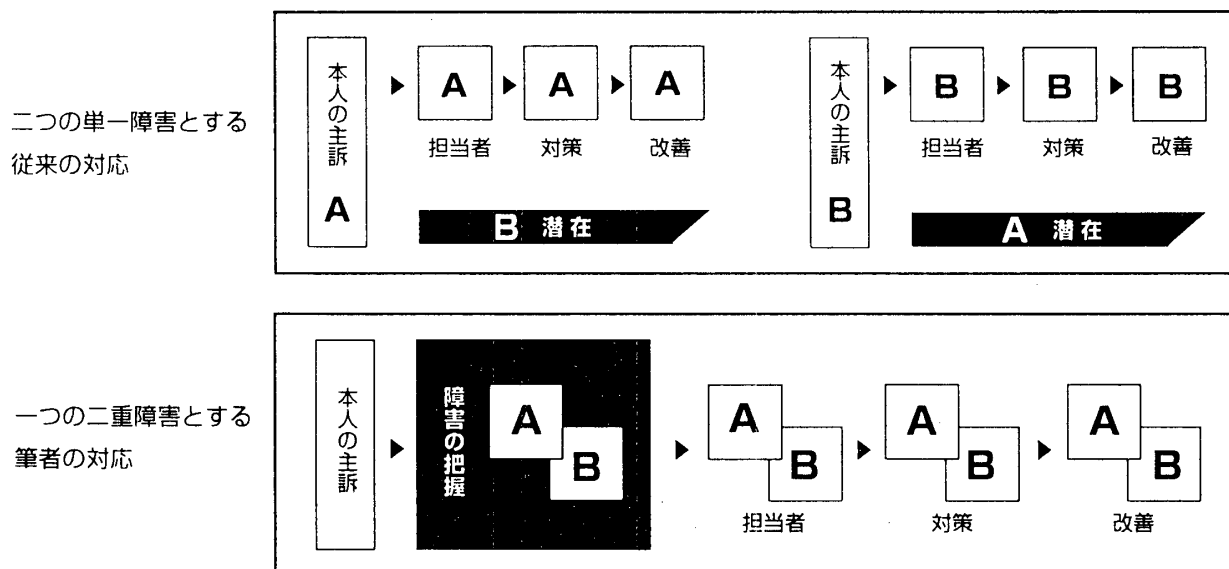 二つの単一障害とする
従来の対応
本人の主訴 A
A A A
担当者 対策 改善
B 潜在
本人の主訴 B
B B B
担当者 対策 改善
A 潜在
一つの二重障害とする
筆者の対応
本人の主訴
障害の把握
A B
A B
担当者
A B
対策
A B
改善